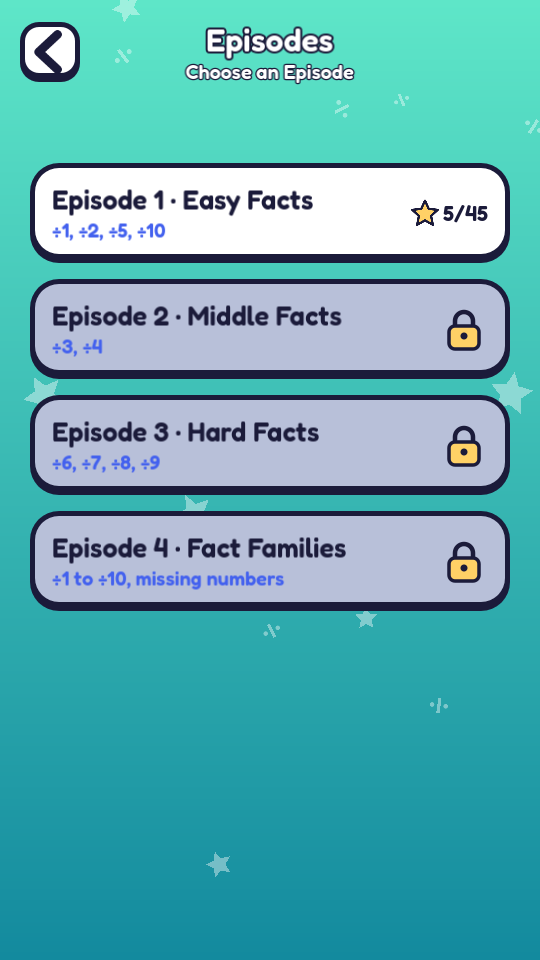 Episodes
Choose an Episode
Episode 1 · Easy Facts
÷1, ÷2, ÷5, ÷10
5/45
Episode 2 · Middle Facts
÷3, ÷4
Episode 3 · Hard Facts
÷6, ÷7, ÷8, ÷9
Episode 4 · Fact Families
÷1 to ÷10, missing numbers